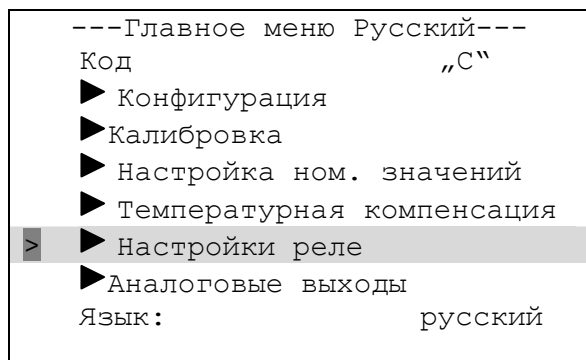 ---Главное меню Русский---
Код „C“
▶ Конфигурация
▶Калибровка
▶ Настройка ном. значений
▶ Температурная компенсация
> ▶ Настройки реле
▶Аналоговые выходы
Язык: русский